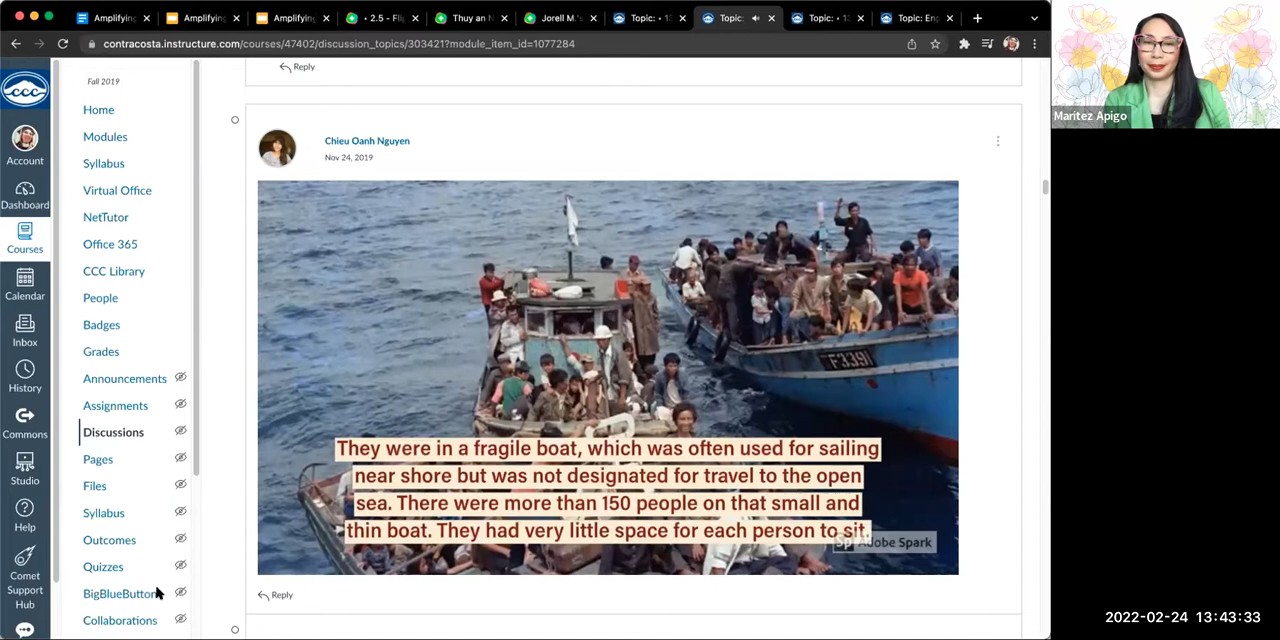 Amplifying
Amplifying
Amplifying
• 2.5 - Fli
Thuy an N
Jorell M.'s
Topic: • 1
Topic:
Topic: • 1
Topic: Eng
contracosta.instructure.com/courses/47402/discussion_topics/303421?module_item_id=1077284
Maritez Apigo
CCC
Account
Dashboard
Courses
Calendar
Inbox
History
Commons
Studio
Help
Comet
Support
Hub
Fall 2019
Home
Modules
Syllabus
Virtual Office
NetTutor
Office 365
CCC Library
People
Badges
Grades
Announcements
Assignments
Discussions
Pages
Files
Syllabus
Outcomes
Quizzes
BigBlueButton
Collaborations
Reply
Chieu Oanh Nguyen
Nov 24, 2019
F3391
They were in a fragile boat, which was often used for sailing
near shore but was not designated for travel to the open
sea. There were more than 150 people on that small and
thin boat. They had very little space for each person to sit.
Sp Adobe Spark
Reply
2022-02-24 13:43:33